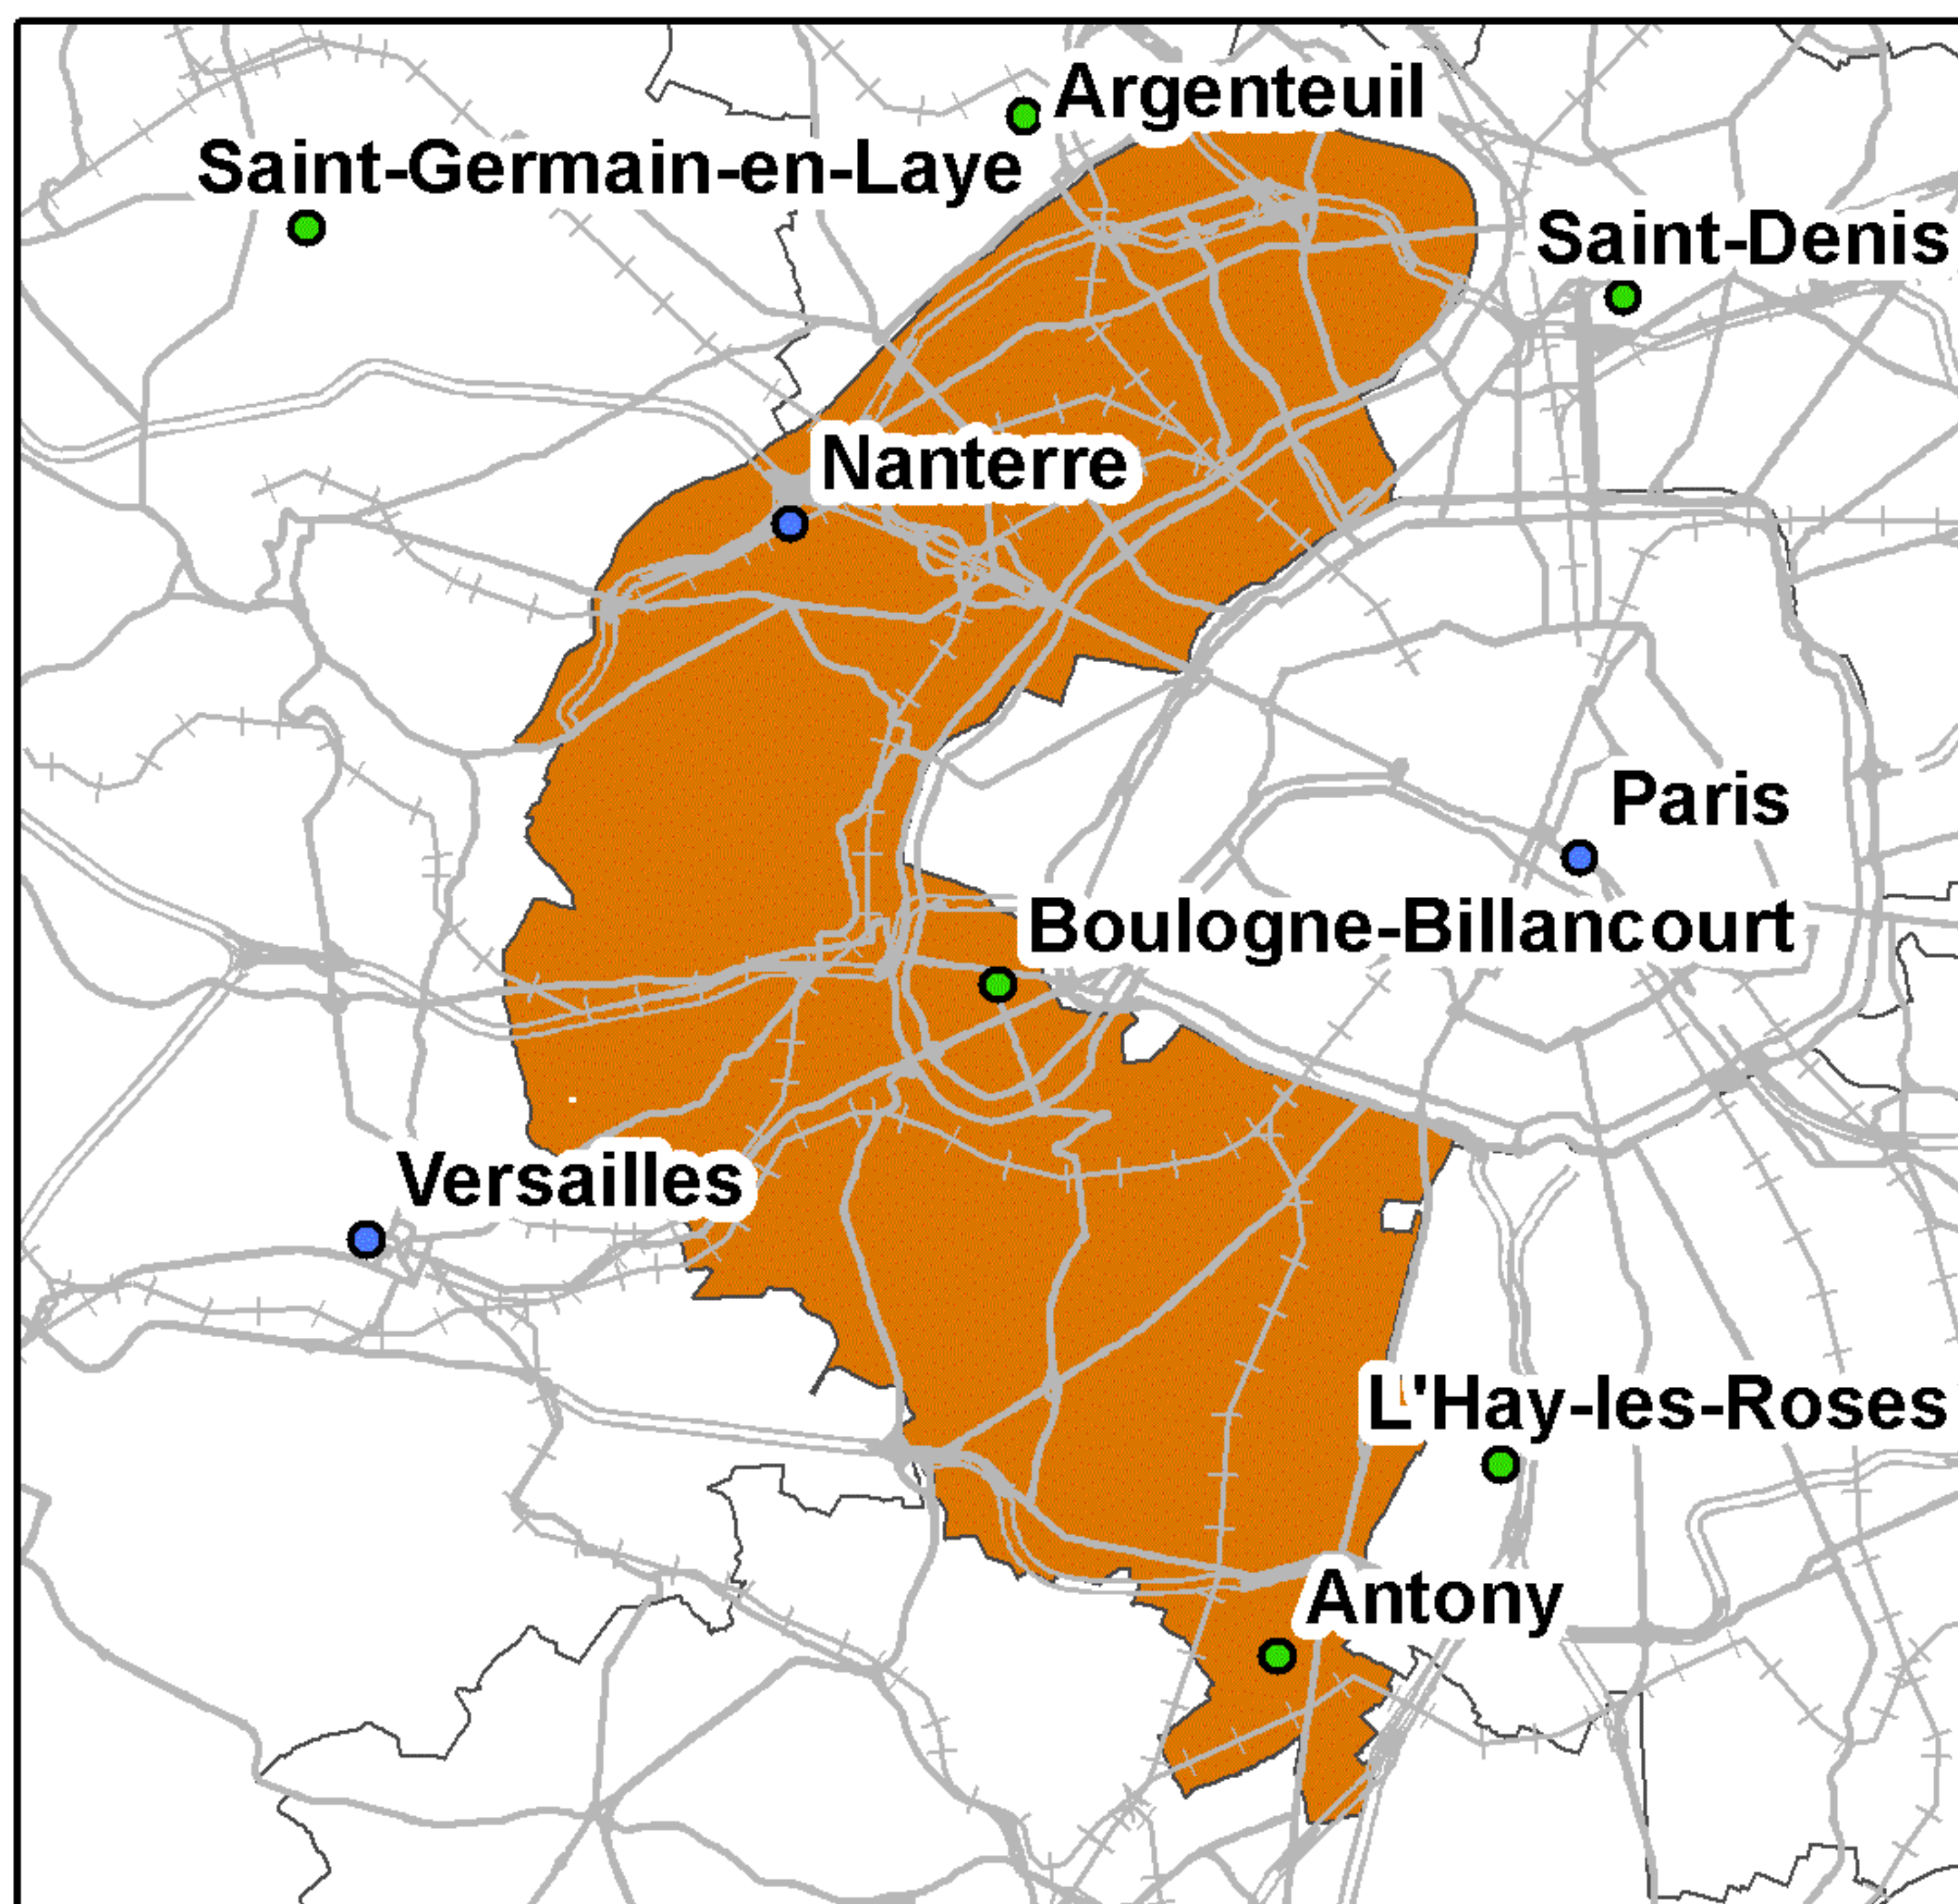 Argenteuil
Saint-Germain-en-Laye
Saint-Denis
Nanterre
Paris
Boulogne-Billancourt
Versailles
L'Hay-les-Roses
Antony